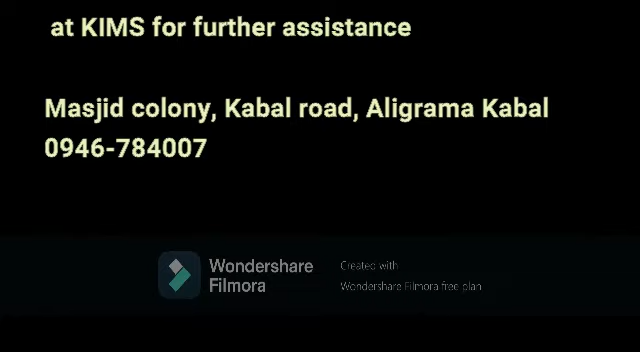 at KIMS for further assistance
Masjid colony, Kabal road, Aligrama Kabal
0946-784007
Wondershare
Filmora
Created with
Wondershare Filmora free plan